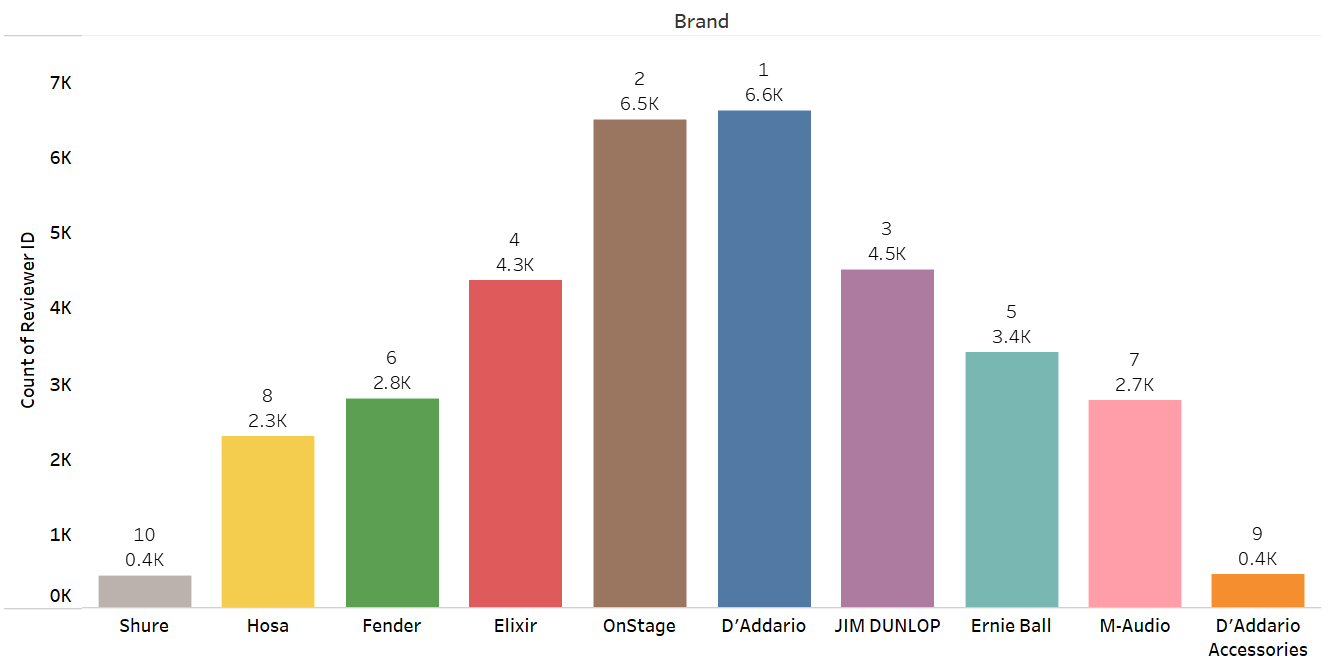 Brand
7K
6K
5K
4K
3K
2K
1K
0K
Count of Reviewer ID
10
0.4K
8
2.3K
6
2.8K
4
4.3K
2
6.5K
1
6.6K
3
4.5K
5
3.4K
7
2.7K
9
0.4K
Shure
Hosa
Fender
Elixir
OnStage
D’Addario
JIM DUNLOP
Ernie Ball
M-Audio
D’Addario
Accessories